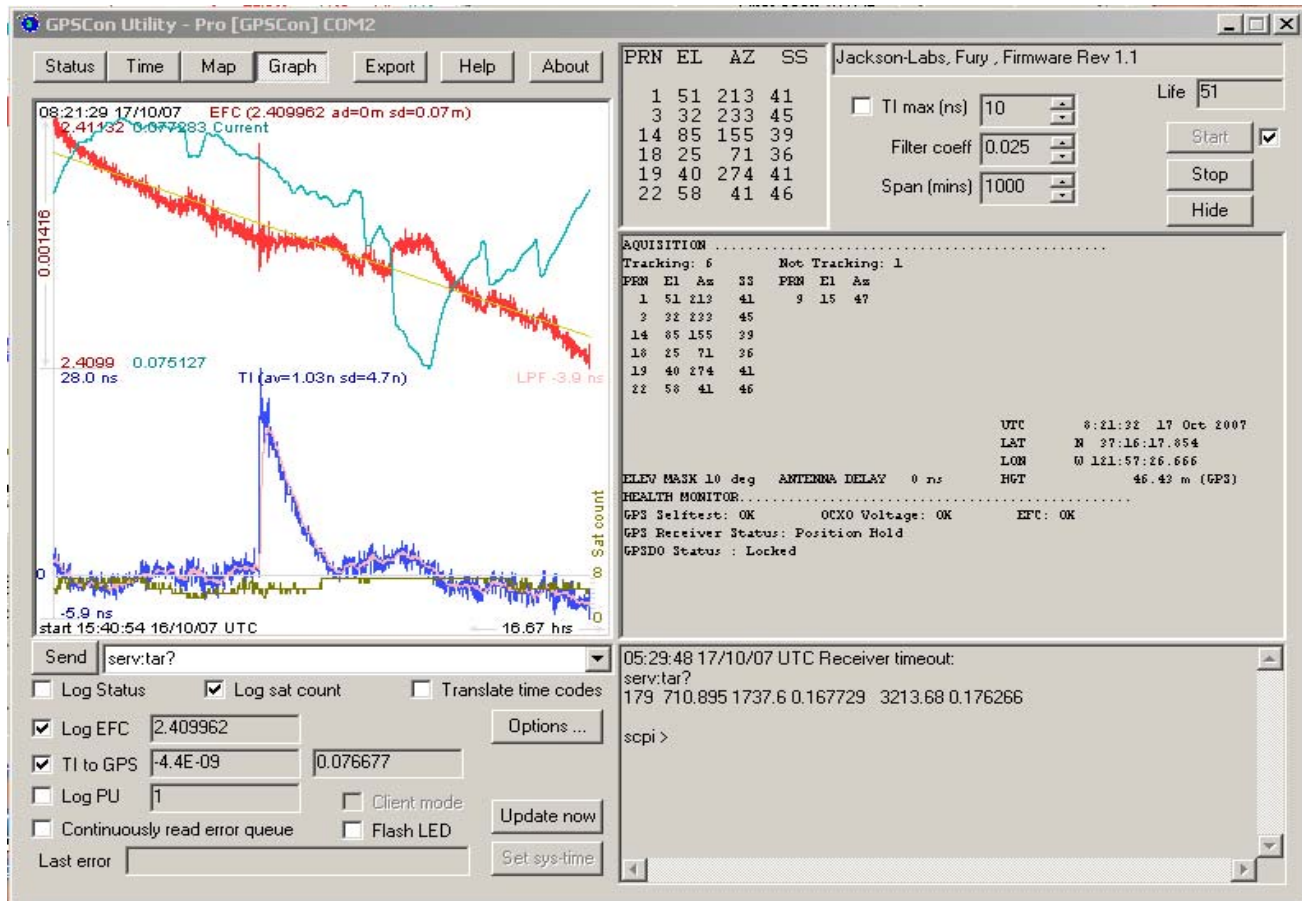 GPSCon Utility - Pro [GPSCon] COM2
Status Time Map Graph Export Help About
08:21:29 17/10/07 EFC (2.409962 ad=0m sd=0.07m)
2.41132 0.077283 Current
0.001416
2.4099 0.075127
28.0 ns TI (av=1.03n sd=4.7n) LPF -3.9 ns
0
8 Sat count
0
-5.9 ns
start 15:40:54 16/10/07 UTC 16.67 hrs
PRN EL AZ SS
1 51 213 41
3 32 233 45
14 85 155 39
18 25 71 36
19 40 274 41
22 58 41 46
Jackson-Labs, Fury , Firmware Rev 1.1
TI max (ns) 10
Filter coeff 0.025
Span (mins) 1000
Life 51
Start
Stop
Hide
AQUISITION ..........................................................
Tracking: 6 Not Tracking: 1
PRN El Az SS PRN El Az
1 51 213 41 9 15 47
3 32 233 45
14 85 155 39
18 25 71 36
19 40 274 41
22 58 41 46
UTC 8:21:32 17 Oct 2007
LAT N 37:16:17.854
LON W 121:57:26.666
ELEV MASK 10 deg ANTENNA DELAY 0 ns HGT 46.43 m (GPS)
HEALTH MONITOR..........................................................
GPS Selftest: OK OCXO Voltage: OK EFC: OK
GPS Receiver Status: Position Hold
GPSDO Status : Locked
Send serv:tar?
Log Status Log sat count Translate time codes
Log EFC 2.409962 Options ...
TI to GPS -4.4E-09 0.076677
Log PU 1 Client mode Update now
Continuously read error queue Flash LED
Last error Set sys-time
05:29:48 17/10/07 UTC Receiver timeout:
serv:tar?
179 710.895 1737.6 0.167729 3213.68 0.176266
scpi >